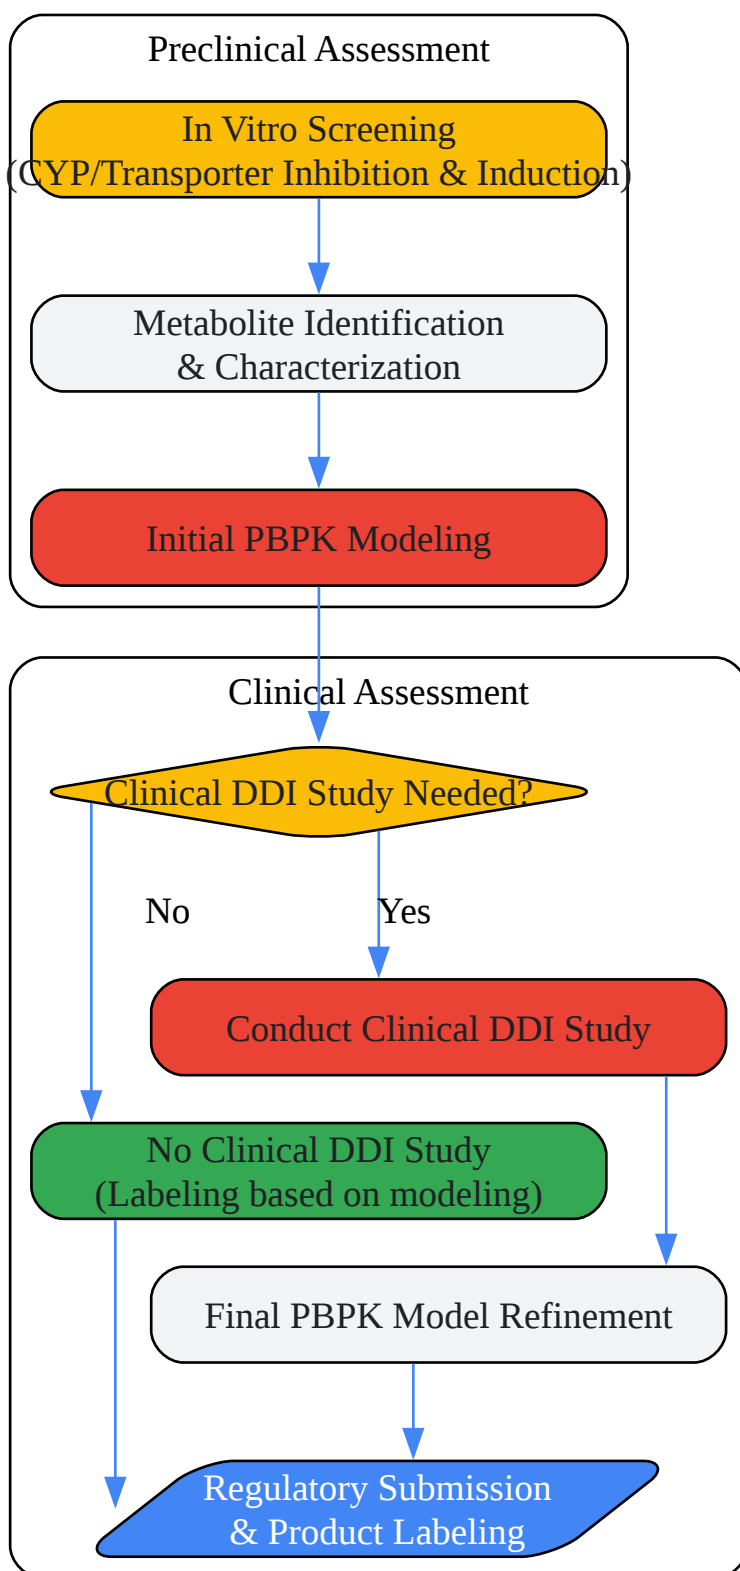 Preclinical Assessment
In Vitro Screening
(CYP/Transporter Inhibition & Induction)
Metabolite Identification
& Characterization
Initial PBPK Modeling
Clinical Assessment
Clinical DDI Study Needed?
No
Yes
Conduct Clinical DDI Study
No Clinical DDI Study
(Labeling based on modeling)
Final PBPK Model Refinement
Regulatory Submission
& Product Labeling